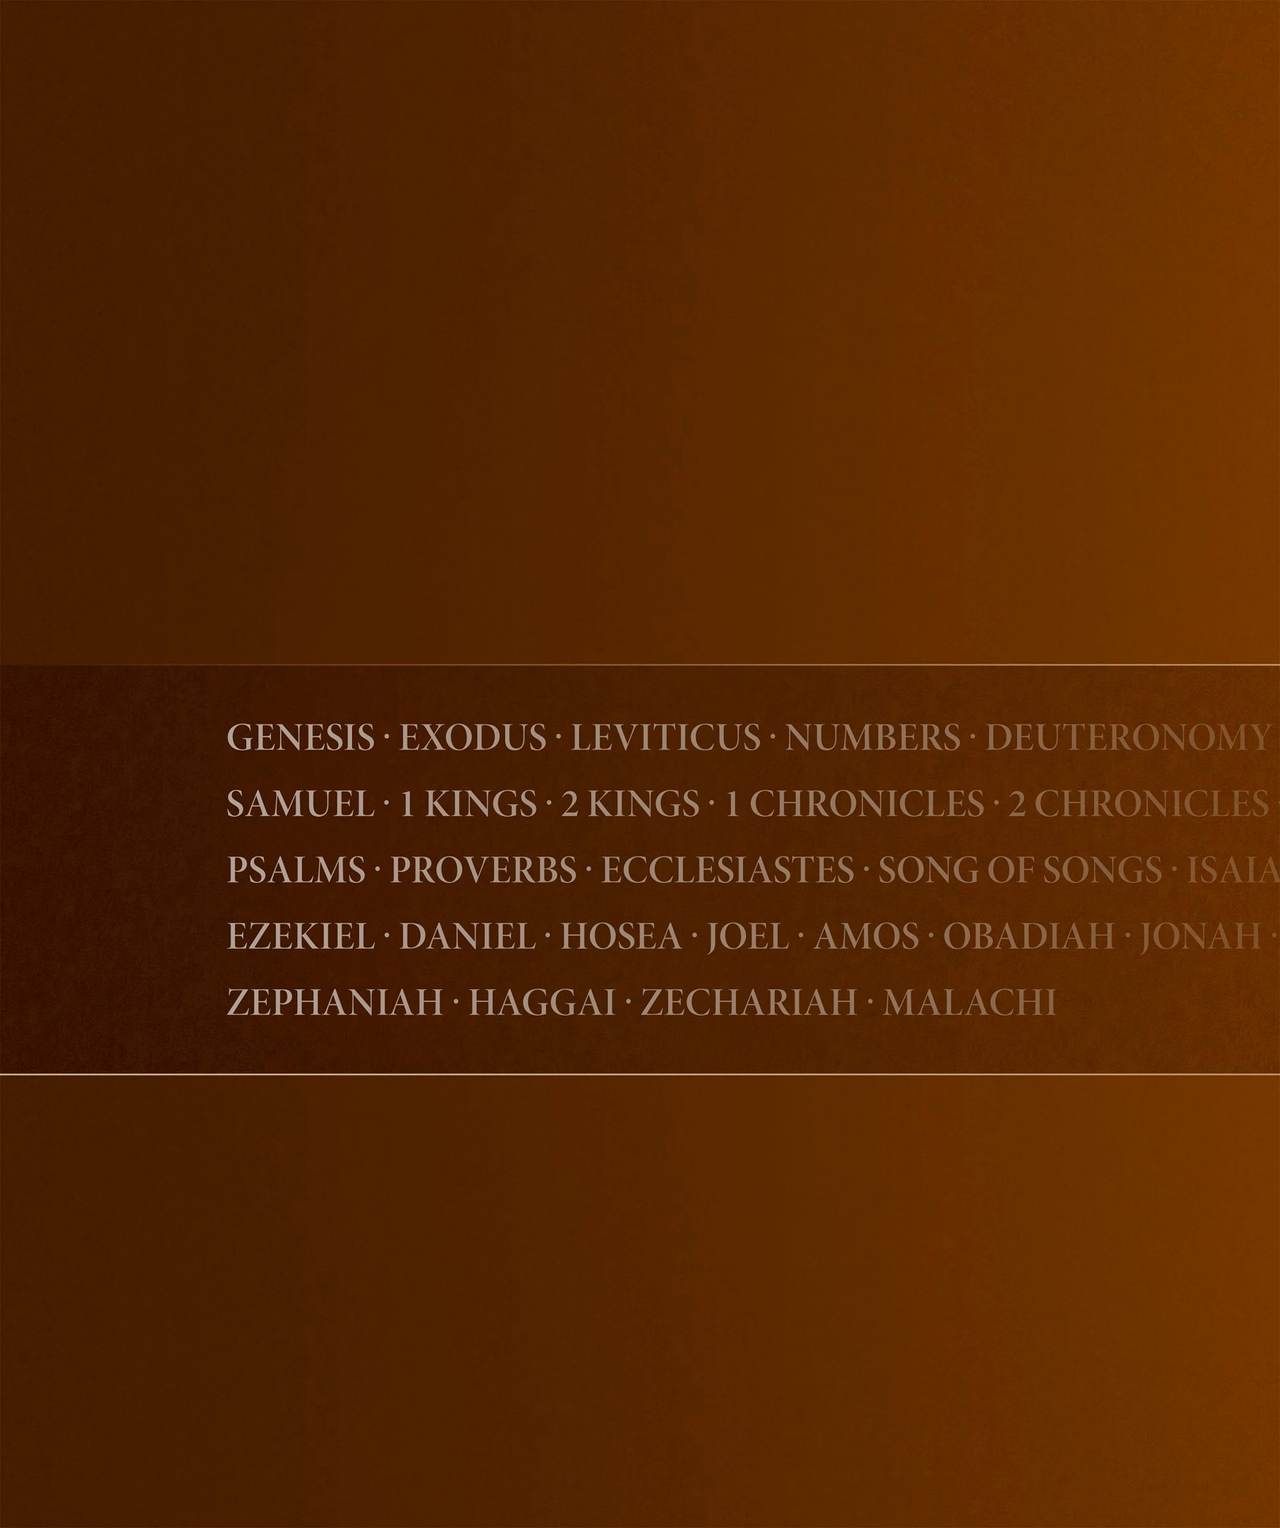 GENESIS · EXODUS · LEVITICUS · NUMBERS · DEUTERONOMY
SAMUEL · 1 KINGS · 2 KINGS · 1 CHRONICLES · 2 CHRONICLES ·
PSALMS · PROVERBS · ECCLESIASTES · SONG OF SONGS · ISAIA
EZEKIEL · DANIEL · HOSEA · JOEL · AMOS · OBADIAH · JONAH ·
ZEPHANIAH · HAGGAI · ZECHARIAH · MALACHI